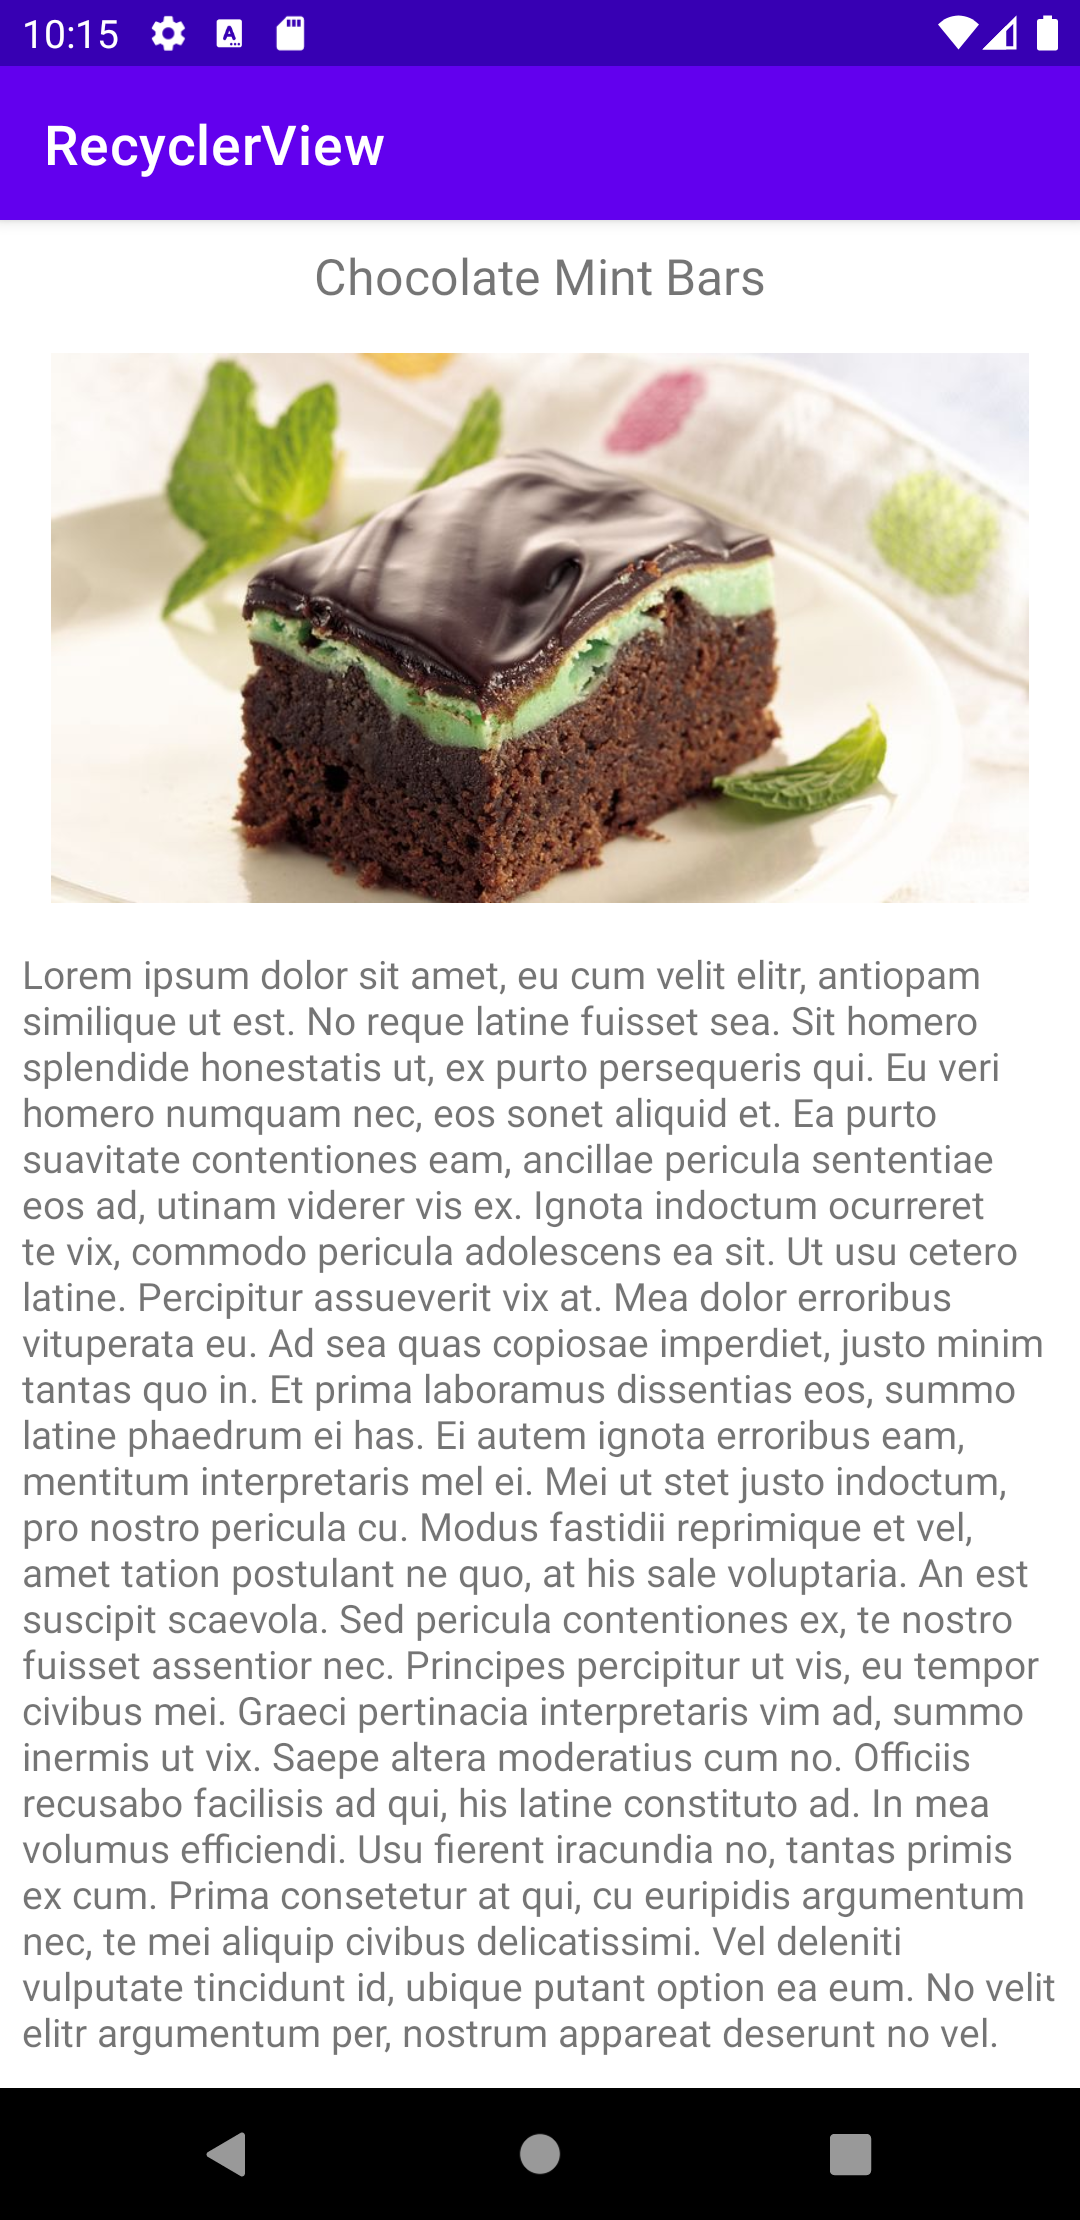 10:15
RecyclerView
Chocolate Mint Bars
Lorem ipsum dolor sit amet, eu cum velit elitr, antiopam
similique ut est. No reque latine fuisset sea. Sit homero
splendide honestatis ut, ex purto persequeris qui. Eu veri
homero numquam nec, eos sonet aliquid et. Ea purto
suavitate contentiones eam, ancillae pericula sententiae
eos ad, utinam viderer vis ex. Ignota indoctum ocurreret
te vix, commodo pericula adolescens ea sit. Ut usu cetero
latine. Percipitur assueverit vix at. Mea dolor erroribus
vituperata eu. Ad sea quas copiosae imperdiet, justo minim
tantas quo in. Et prima laboramus dissentias eos, summo
latine phaedrum ei has. Ei autem ignota erroribus eam,
mentitum interpretaris mel ei. Mei ut stet justo indoctum,
pro nostro pericula cu. Modus fastidii reprimique et vel,
amet tation postulant ne quo, at his sale voluptaria. An est
suscipit scaevola. Sed pericula contentiones ex, te nostro
fuisset assentior nec. Principes percipitur ut vis, eu tempor
civibus mei. Graeci pertinacia interpretaris vim ad, summo
inermis ut vix. Saepe altera moderatius cum no. Officiis
recusabo facilisis ad qui, his latine constituto ad. In mea
volumus efficiendi. Usu fierent iracundia no, tantas primis
ex cum. Prima consetetur at qui, cu euripidis argumentum
nec, te mei aliquip civibus delicatissimi. Vel deleniti
vulputate tincidunt id, ubique putant option ea eum. No velit
elitr argumentum per, nostrum appareat deserunt no vel.